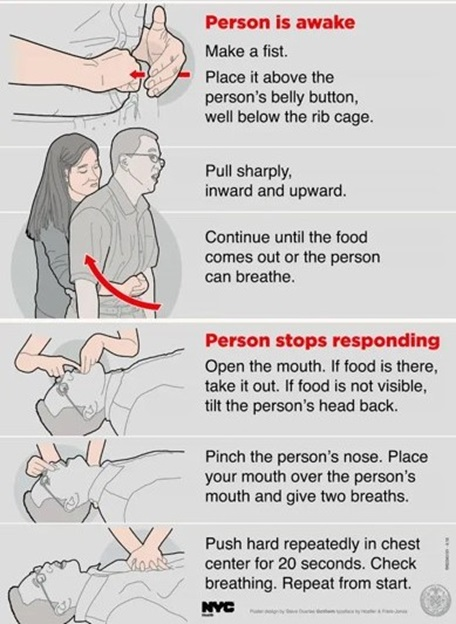 Person is awake
Make a fist.
Place it above the
person's belly button,
well below the rib cage.
Pull sharply,
inward and upward.
Continue until the food
comes out or the person
can breathe.
Person stops responding
Open the mouth. If food is there,
take it out. If food is not visible,
tilt the person's head back.
Pinch the person's nose. Place
your mouth over the person's
mouth and give two breaths.
Push hard repeatedly in chest
center for 20 seconds. Check
breathing. Repeat from start.
NYC
Health